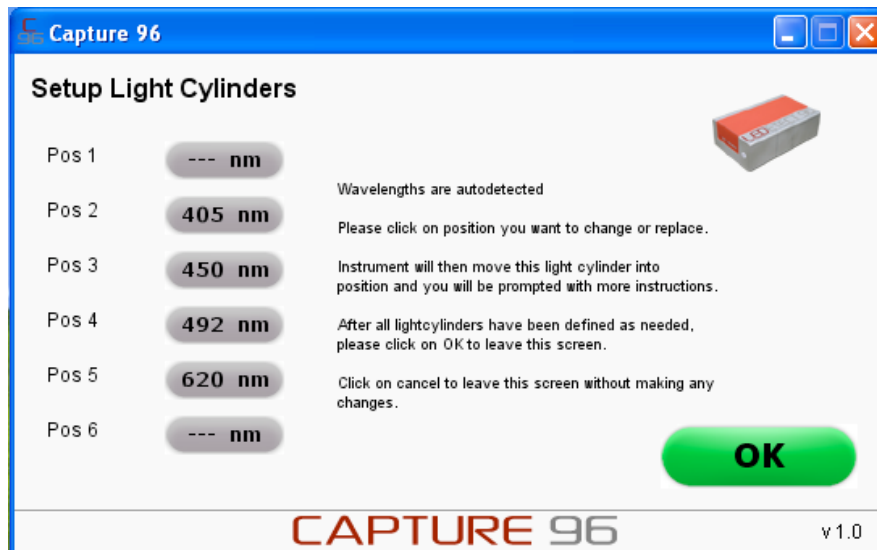 C
96
Capture 96
Setup Light Cylinders
Pos 1
--- nm
Pos 2
405 nm
Pos 3
450 nm
Pos 4
492 nm
Pos 5
620 nm
Pos 6
--- nm
Wavelengths are autodetected
Please click on position you want to change or replace.
Instrument will then move this light cylinder into
position and you will be prompted with more instructions.
After all lightcylinders have been defined as needed,
please click on OK to leave this screen.
Click on cancel to leave this screen without making any
changes.
OK
CAPTURE 96
v 1.0